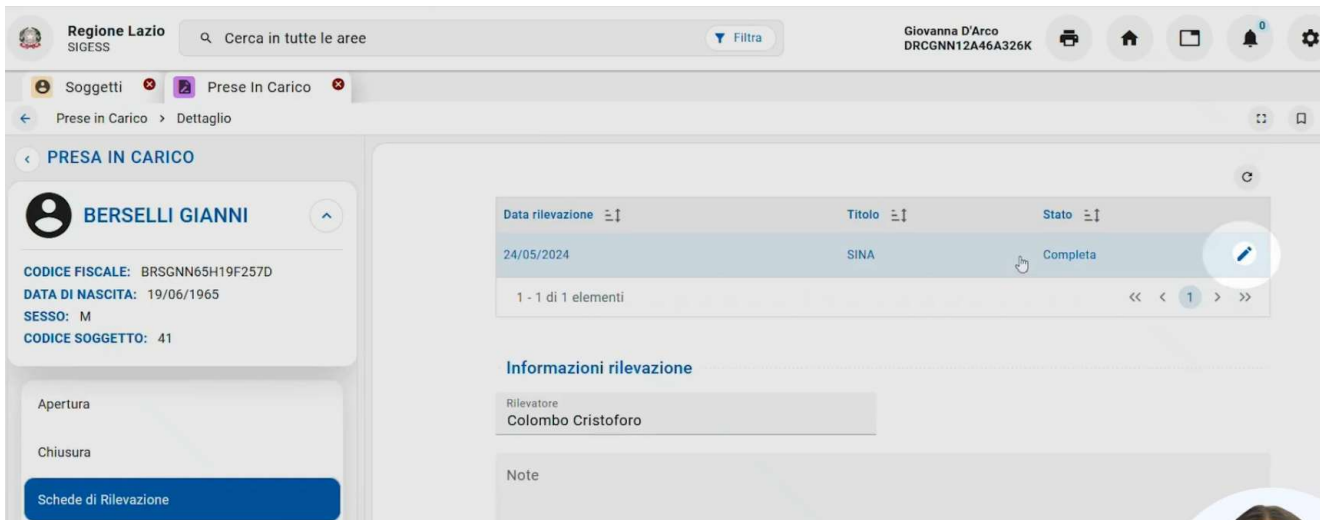 Regione Lazio
SIGESS
Cerca in tutte le aree
Filtra
Giovanna D'Arco
DRCGNN12A46A326K
0
Soggetti
Prese In Carico
Prese in Carico > Dettaglio
PRESA IN CARICO
BERSELLI GIANNI
CODICE FISCALE: BRSGNN65H19F257D
DATA DI NASCITA: 19/06/1965
SESSO: M
CODICE SOGGETTO: 41
Apertura
Chiusura
Schede di Rilevazione
Data rilevazione Titolo Stato
24/05/2024 SINA Completa
1 - 1 di 1 elementi << < 1 > >>
Informazioni rilevazione
Rilevatore
Colombo Cristoforo
Note